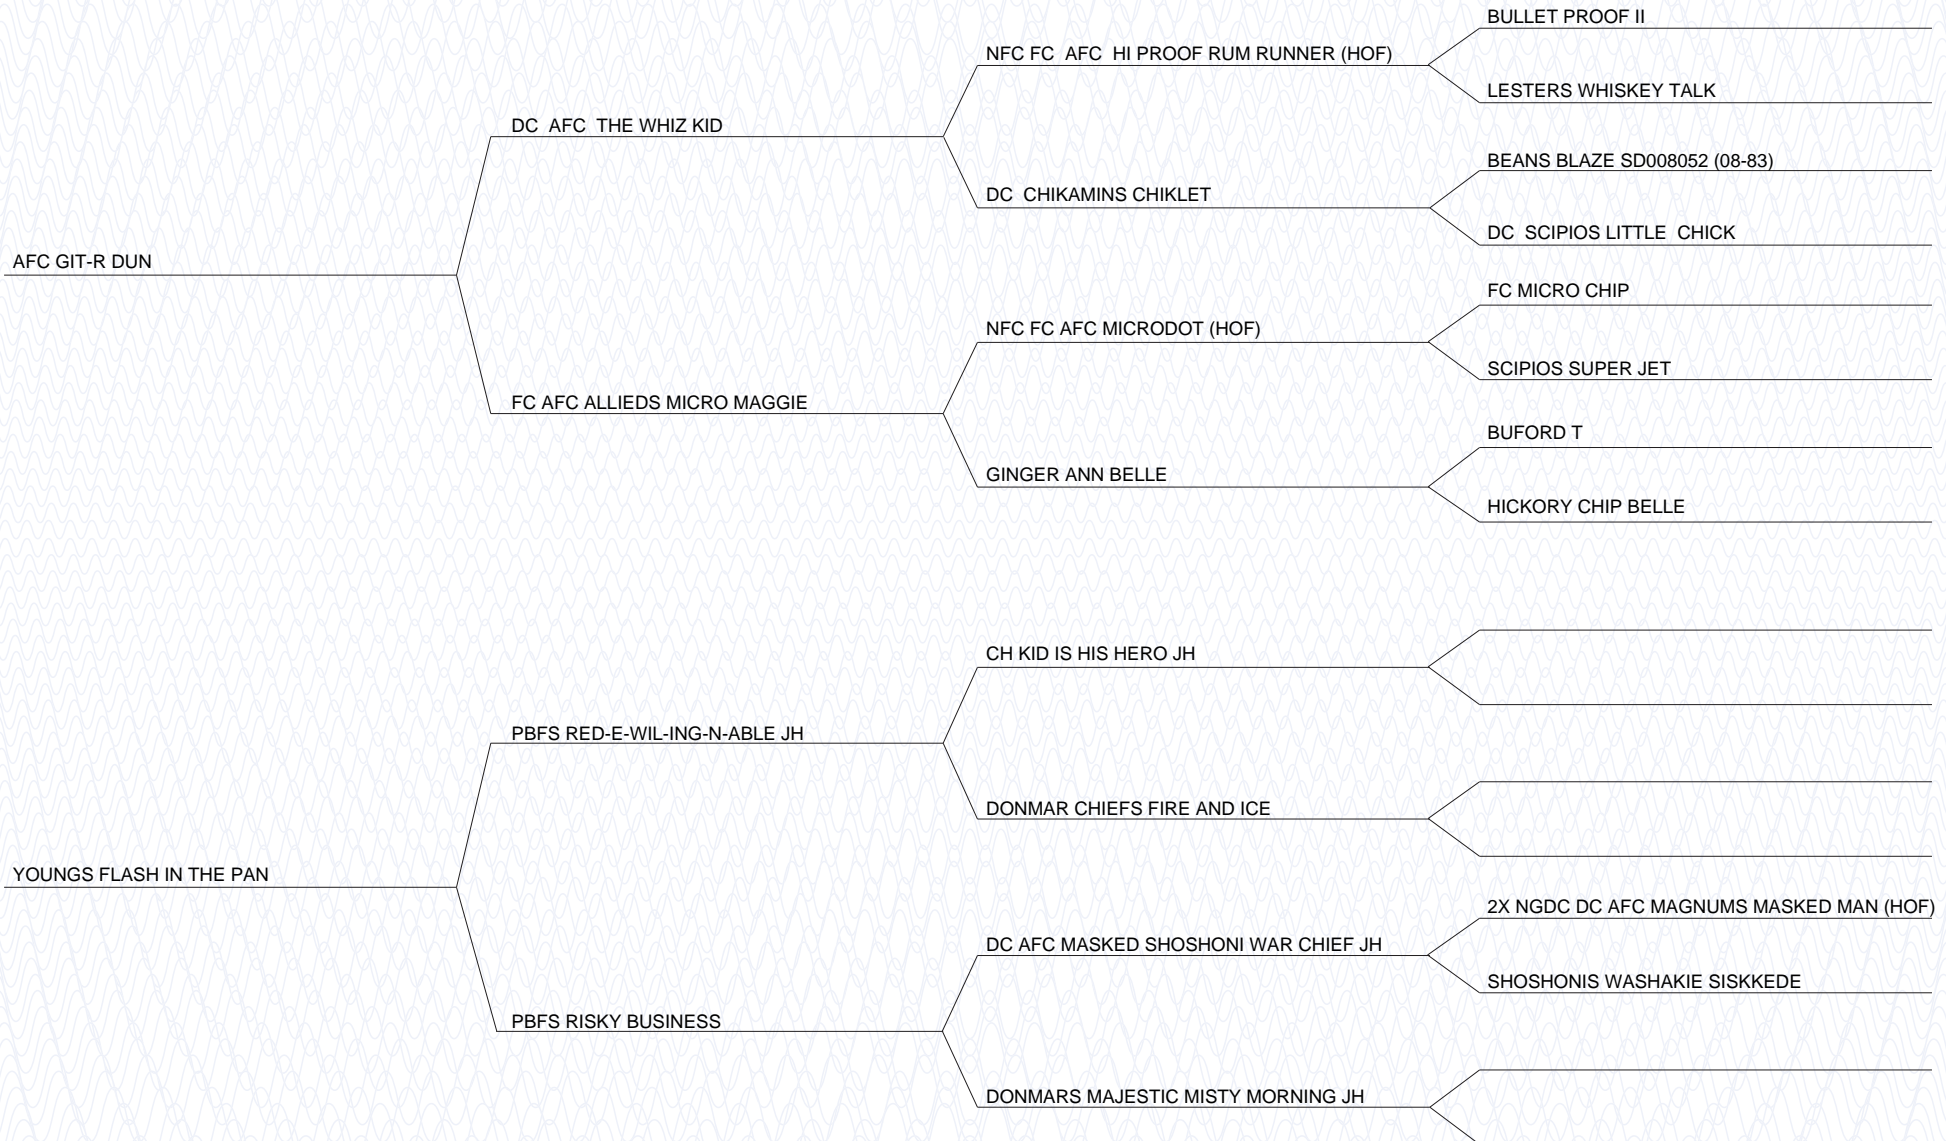 BULLET PROOF II
NFC FC  AFC  HI PROOF RUM RUNNER (HOF)
LESTERS WHISKEY TALK
DC  AFC  THE WHIZ KID
BEANS BLAZE SD008052 (08-83)
DC  CHIKAMINS CHIKLET
DC  SCIPIOS LITTLE  CHICK
AFC GIT-R DUN
FC MICRO CHIP
NFC FC AFC MICRODOT (HOF)
SCIPIOS SUPER JET
FC AFC ALLIEDS MICRO MAGGIE
BUFORD T
GINGER ANN BELLE
HICKORY CHIP BELLE
CH KID IS HIS HERO JH
PBFS RED-E-WIL-ING-N-ABLE JH
DONMAR CHIEFS FIRE AND ICE
YOUNGS FLASH IN THE PAN
2X NGDC DC AFC MAGNUMS MASKED MAN (HOF)
DC AFC MASKED SHOSHONI WAR CHIEF JH
SHOSHONIS WASHAKIE SISKKEDE
PBFS RISKY BUSINESS
DONMARS MAJESTIC MISTY MORNING JH